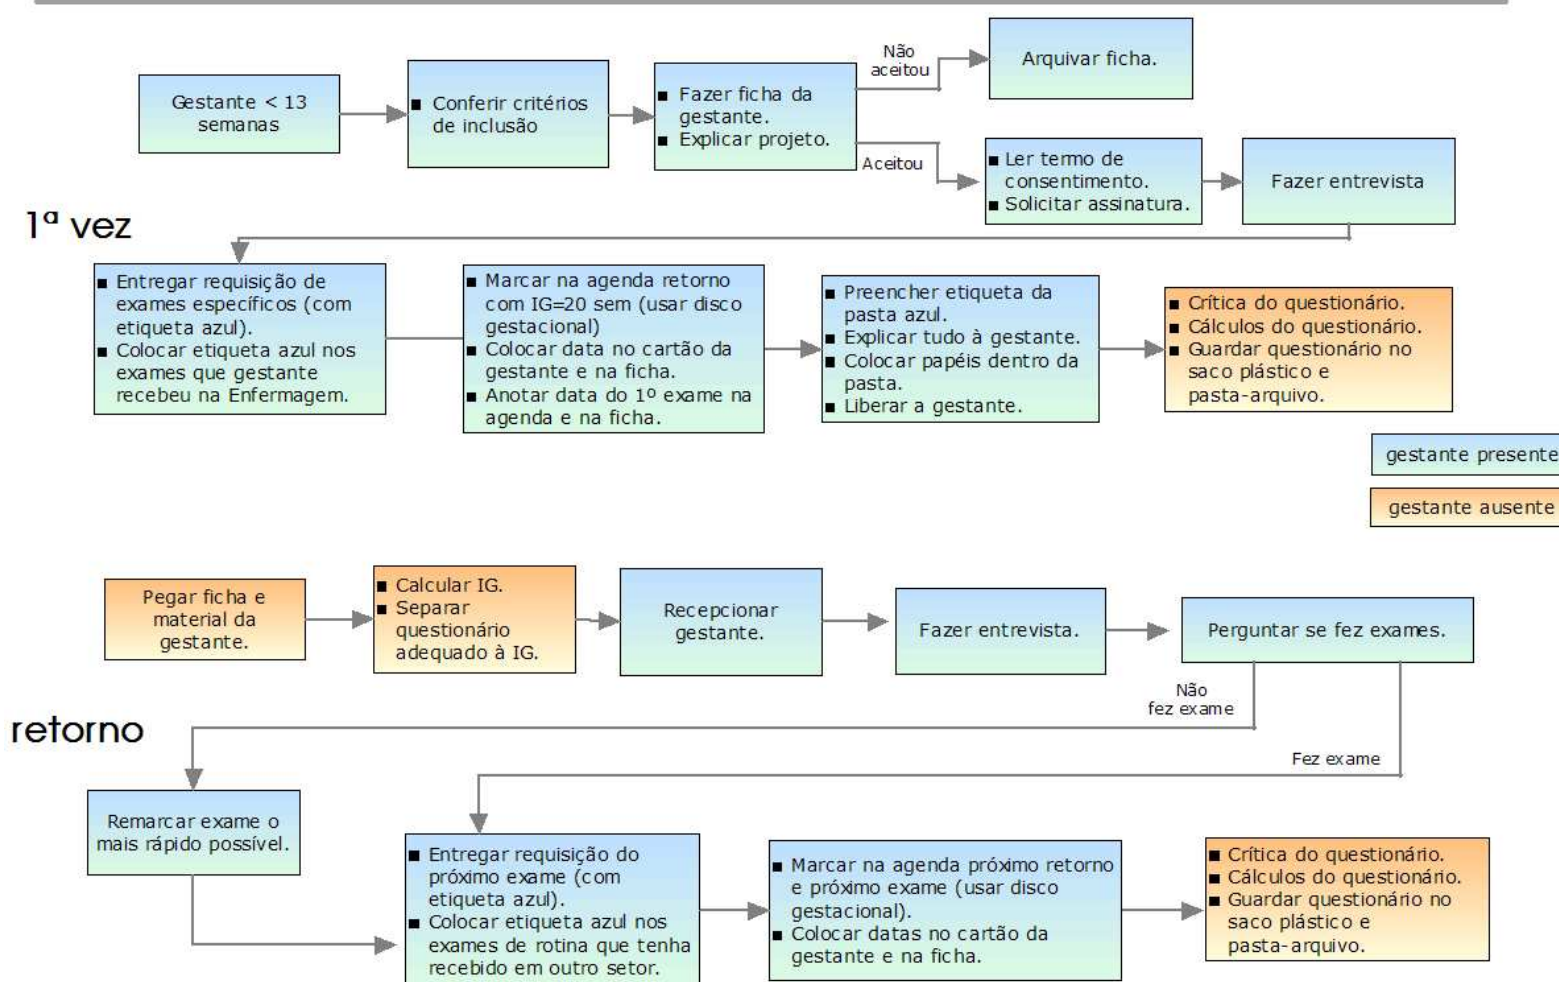 Gestante < 13
semanas
■ Conferir critérios
de inclusão
■ Fazer ficha da
gestante.
■ Explicar projeto.
Não
aceitou
Arquivar ficha.
Aceitou
■ Ler termo de
consentimento.
■ Solicitar assinatura.
Fazer entrevista
1ª vez
■ Entregar requisição de
exames específicos (com
etiqueta azul).
■ Colocar etiqueta azul nos
exames que gestante
recebeu na Enfermagem.
■ Marcar na agenda retorno
com IG=20 sem (usar disco
gestacional)
■ Colocar data no cartão da
gestante e na ficha.
■ Anotar data do 1º exame na
agenda e na ficha.
■ Preencher etiqueta da
pasta azul.
■ Explicar tudo à gestante.
■ Colocar papéis dentro da
pasta.
■ Liberar a gestante.
■ Crítica do questionário.
■ Cálculos do questionário.
■ Guardar questionário no
saco plástico e
pasta-arquivo.
gestante presente
gestante ausente
Pegar ficha e
material da
gestante.
■ Calcular IG.
■ Separar
questionário
adequado à IG.
Recepcionar
gestante.
Fazer entrevista.
Perguntar se fez exames.
Não
fez exame
retorno
Fez exame
Remarcar exame o
mais rápido possível.
■ Entregar requisição do
próximo exame (com
etiqueta azul).
■ Colocar etiqueta azul nos
exames de rotina que tenha
recebido em outro setor.
■ Marcar na agenda próximo retorno
e próximo exame (usar disco
gestacional).
■ Colocar datas no cartão da
gestante e na ficha.
■ Crítica do questionário.
■ Cálculos do questionário.
■ Guardar questionário no
saco plástico e
pasta-arquivo.